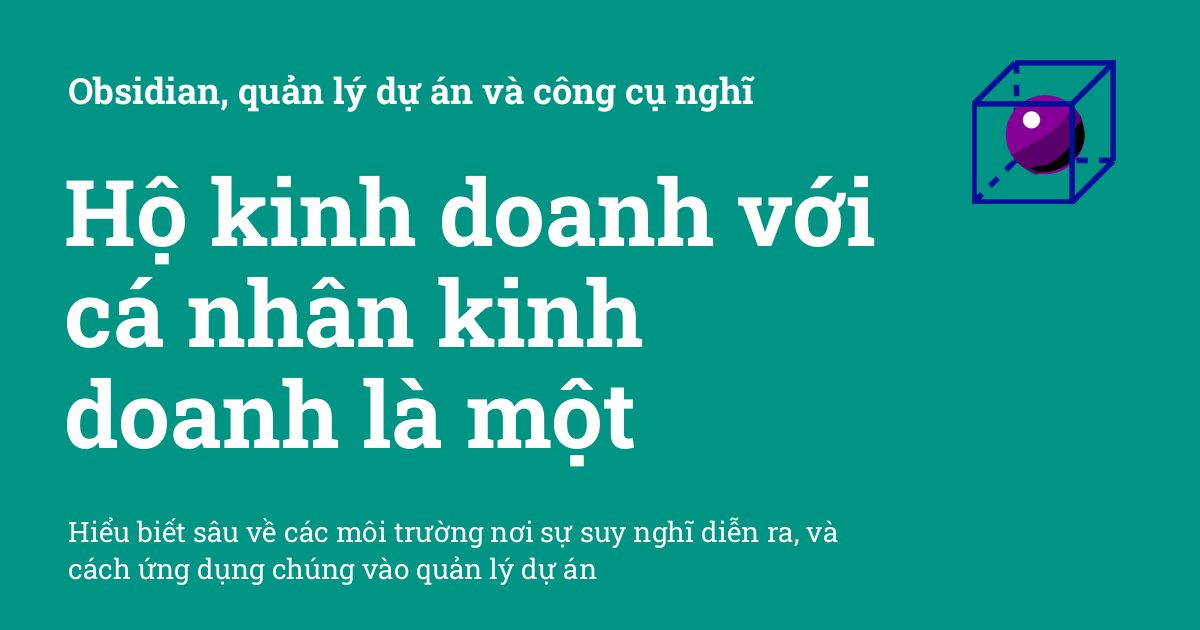 Obsidian, quản lý dự án và công cụ nghĩ
Hộ kinh doanh với
cá nhân kinh
doanh là một
Hiểu biết sâu về các môi trường nơi sự suy nghĩ diễn ra, và
cách ứng dụng chúng vào quản lý dự án